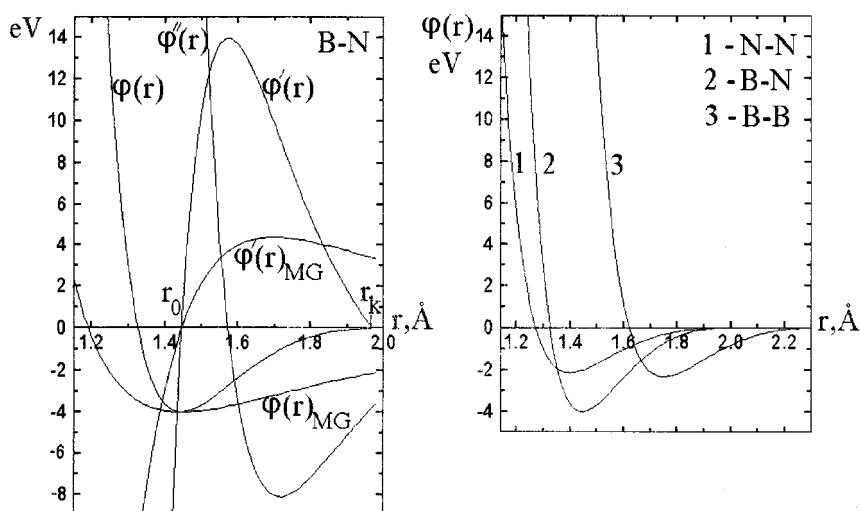 eV
φ''(r)
B-N
φ(r)
φ'(r)
φ'(r)MG
r0
rk
r,Å
φ(r)MG
14
12
10
8
6
4
2
0
-2
-4
-6
-8
1.2
1.4
1.6
1.8
2.0
φ(r)
eV
1 - N-N
2 - B-N
3 - B-B
1
2
3
r,Å
14
12
10
8
6
4
2
0
-2
-4
1.2
1.4
1.6
1.8
2.0
2.2